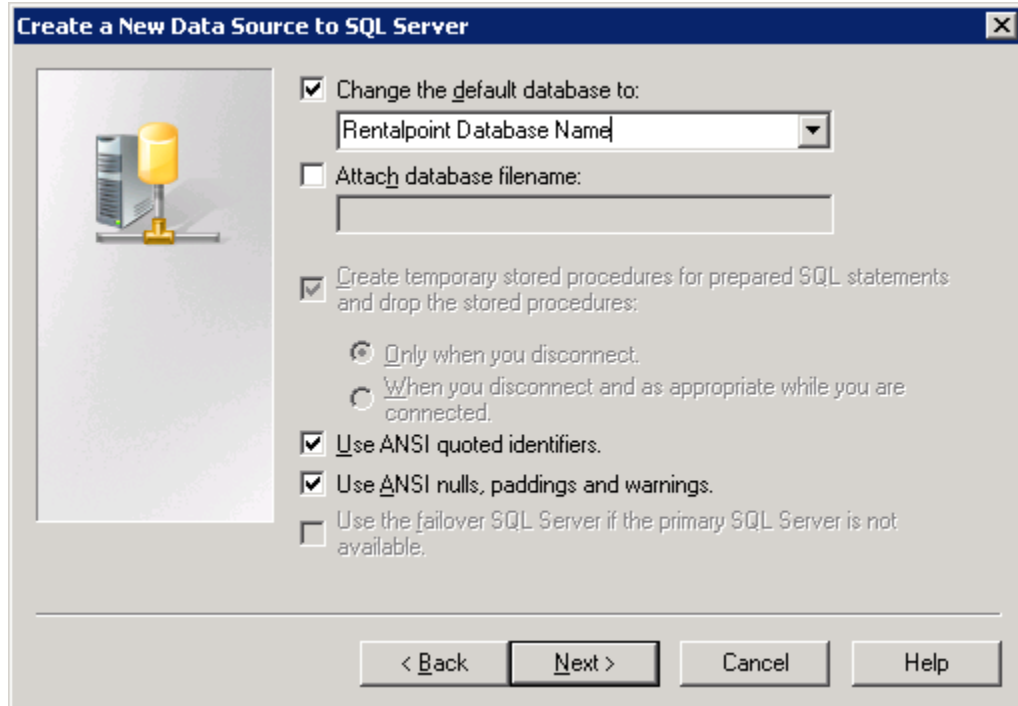 Create a New Data Source to SQL Server
Change the default database to:
Rentalpoint Database Name
Attach database filename:
Create temporary stored procedures for prepared SQL statements
and drop the stored procedures:
Only when you disconnect.
When you disconnect and as appropriate while you are
connected.
Use ANSI quoted identifiers.
Use ANSI nulls, paddings and warnings.
Use the failover SQL Server if the primary SQL Server is not
available.
< Back Next > Cancel Help